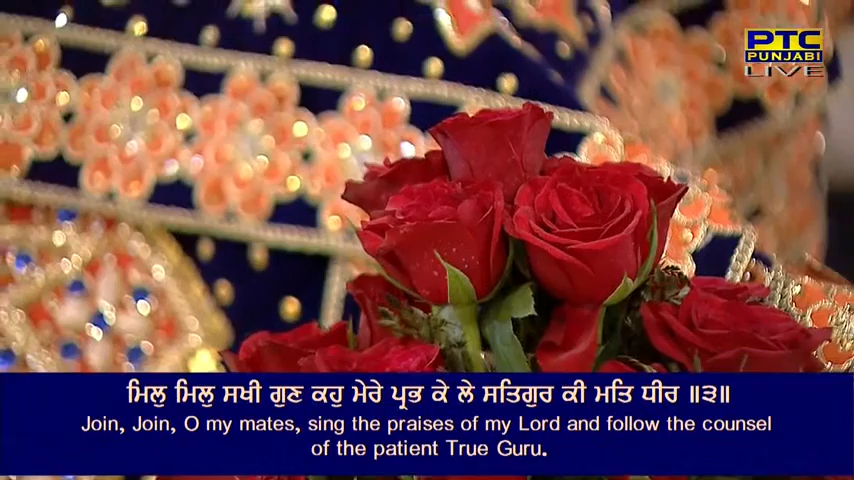 PTC
PUNJABI
LIVE
ਮਿਲੁ ਮਿਲੁ ਸਖੀ ਗੁਣ ਕਹੁ ਮੇਰੇ ਪ੍ਰਭ ਕੇ ਲੇ ਸਤਿਗੁਰ ਕੀ ਮਤਿ ਧੀਰ ॥੩॥
Join, Join, O my mates, sing the praises of my Lord and follow the counsel
of the patient True Guru.